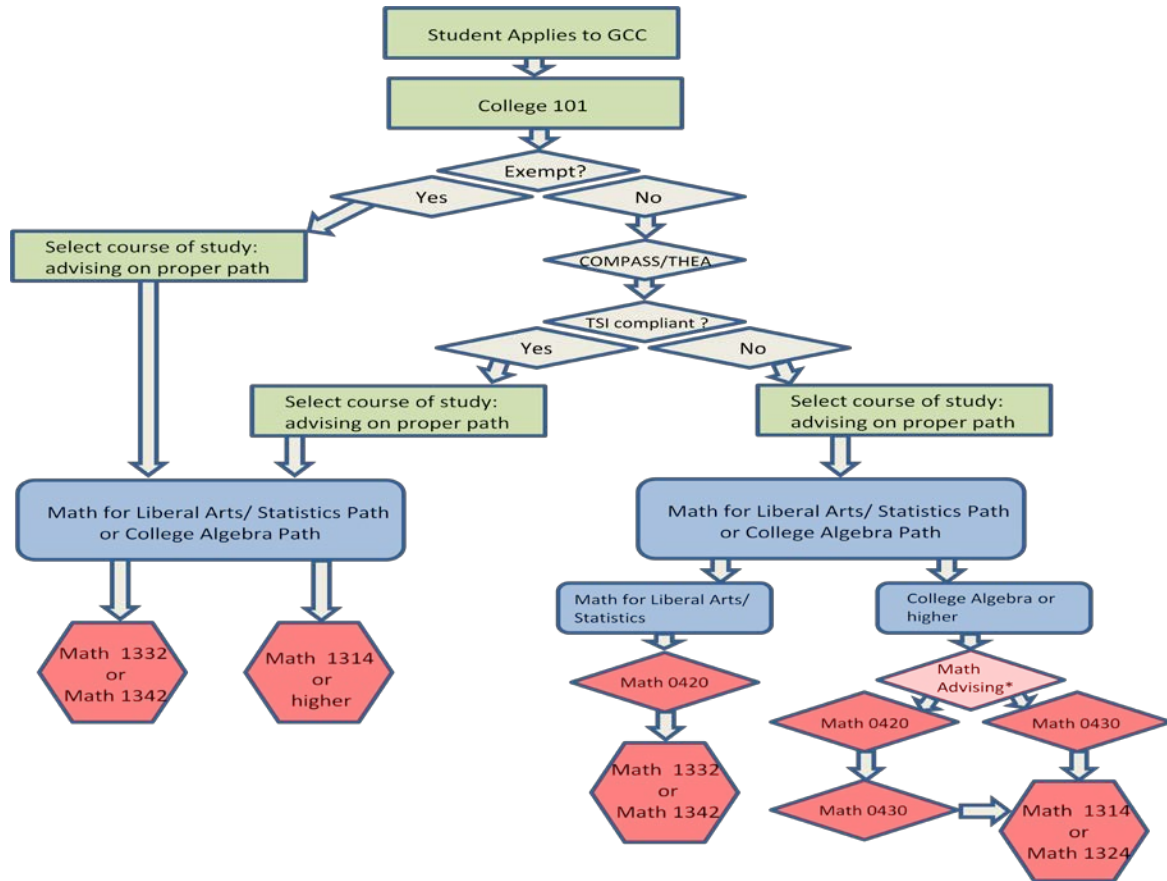 Student Applies to GCC
College 101
Exempt?
Yes
No
Select course of study:
advising on proper path
COMPASS/THEA
TSI compliant ?
Yes
No
Select course of study:
advising on proper path
Select course of study:
advising on proper path
Math for Liberal Arts/ Statistics Path
or College Algebra Path
Math for Liberal Arts/ Statistics Path
or College Algebra Path
Math for Liberal Arts/
Statistics
College Algebra or
higher
Math 1332
or
Math 1342
Math 1314
or
higher
Math 0420
Math
Advising*
Math 0420
Math 0430
Math 1332
or
Math 1342
Math 0430
Math 1314
or
Math 1324